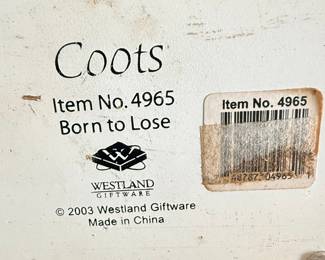 Coots
Item No. 4965
Born to Lose
WESTLAND
GIFTWARE
© 2003 Westland Giftware
Made in China
Item No. 4965